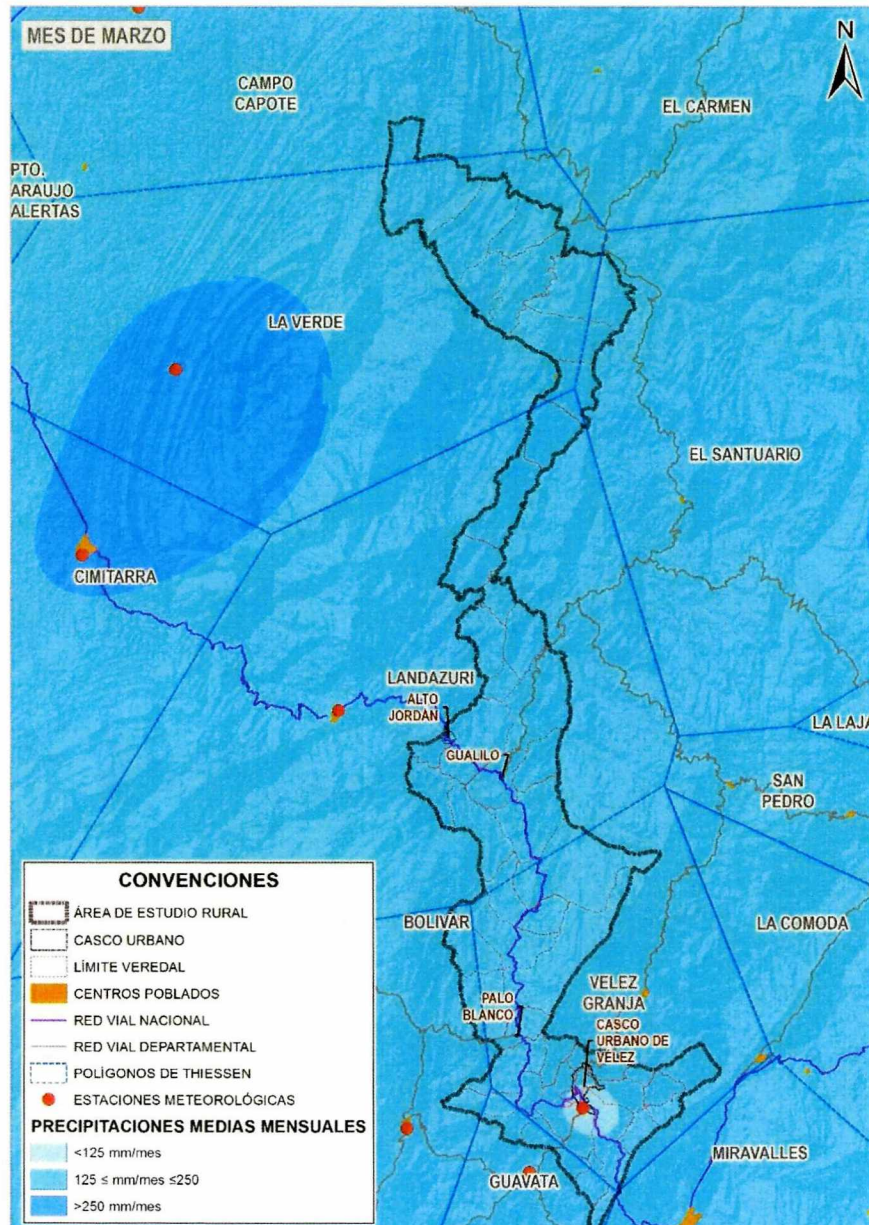 MES DE MARZO
N
CAMPO
CAPOTE
EL CARMEN
PTO.
ARAUJO
ALERTAS
LA VERDE
EL SANTUARIO
CIMITARRA
LANDAZURI
ALTO
JORDAN
GUALILO
LA LAJA
SAN
PEDRO
BOLIVAR
LA COMODA
VELEZ
GRANJA
PALO
BLANCO
CASCO
URBANO DE
VELEZ
MIRAVALLES
GUAVATA
CONVENCIONES
ÁREA DE ESTUDIO RURAL
CASCO URBANO
LÍMITE VEREDAL
CENTROS POBLADOS
RED VIAL NACIONAL
RED VIAL DEPARTAMENTAL
POLÍGONOS DE THIESSEN
ESTACIONES METEOROLÓGICAS
PRECIPITACIONES MEDIAS MENSUALES
<125 mm/mes
125 ≤ mm/mes ≤250
>250 mm/mes